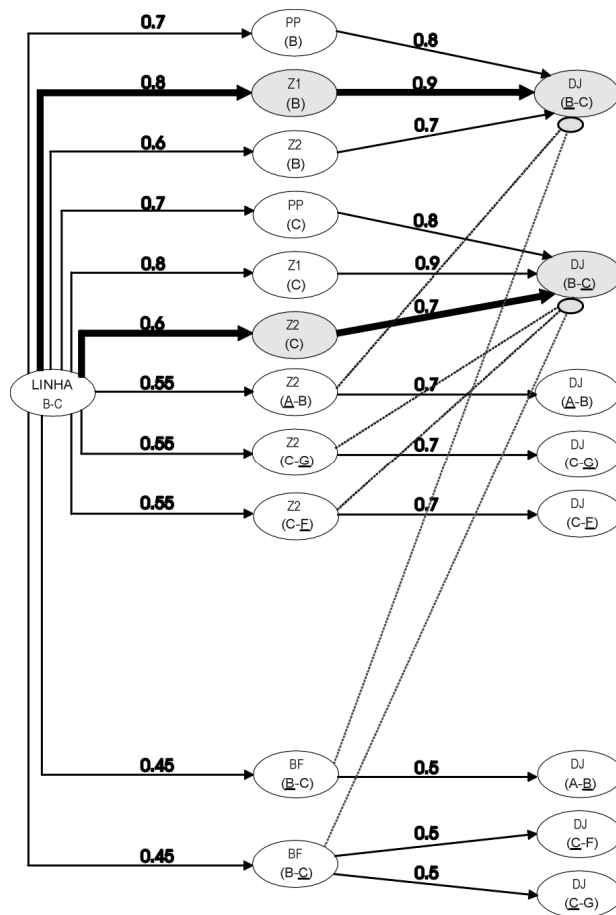 0.7
PP
(B)
0.8
0.8
Z1
(B)
0.9
DJ
(B-C)
0.6
Z2
(B)
0.7
0.7
PP
(C)
0.8
0.8
Z1
(C)
0.9
DJ
(B-C)
0.6
Z2
(C)
0.7
LINHA
B-C
0.55
Z2
(A-B)
0.7
DJ
(A-B)
0.55
Z2
(C-G)
0.7
DJ
(C-G)
0.55
Z2
(C-F)
0.7
DJ
(C-F)
0.45
BF
(B-C)
0.5
DJ
(A-B)
0.45
BF
(B-C)
0.5
DJ
(C-F)
0.5
DJ
(C-G)